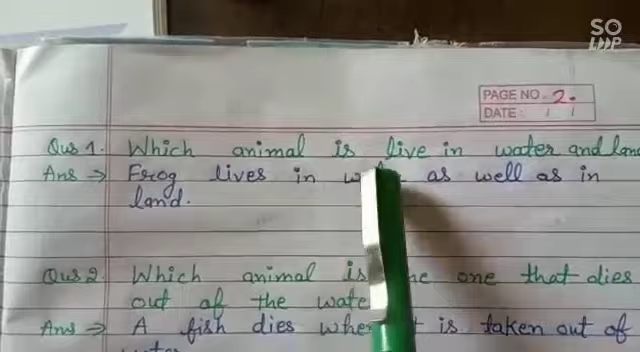 SO
LOOP
PAGE NO. 2.
DATE: / /
Qus 1. Which animal is live in water and land
Ans → Frog lives in as well as in
land.
Qus 2. Which animal is one that dies
out of the
Ans → A fish dies is taken out of